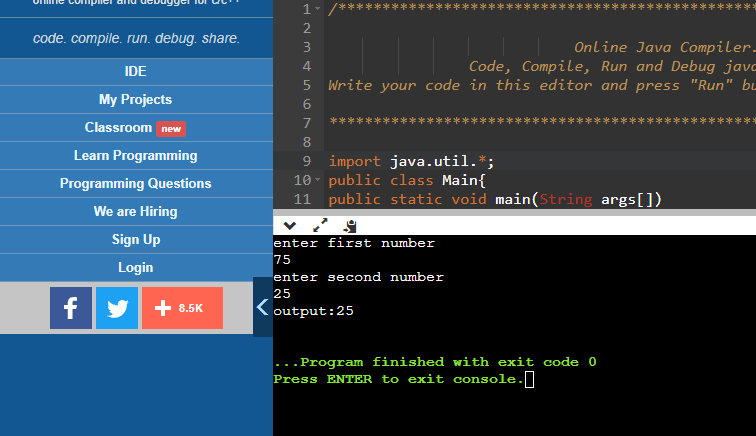 online compiler and debugger for c/c++
code. compile. run. debug. share.
IDE
My Projects
Classroom new
Learn Programming
Programming Questions
We are Hiring
Sign Up
Login
f
+ 8.5K
<
1 /************************************************
2
3 Online Java Compiler.
4 Code, Compile, Run and Debug java
5 Write your code in this editor and press "Run" bu
6
7 *************************************************
8
9 import java.util.*;
10 public class Main{
11 public static void main(String args[])
enter first number
75
enter second number
25
output:25
...Program finished with exit code 0
Press ENTER to exit console.